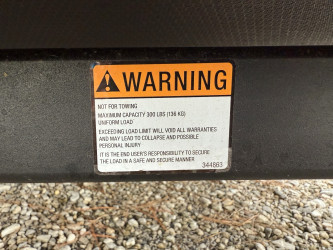 WARNING
NOT FOR TOWING
MAXIMUM CAPACITY 300 LBS (136 KG)
UNIFORM LOAD
EXCEEDING LOAD LIMIT WILL VOID ALL WARRANTIES
AND MAY LEAD TO COLLAPSE AND POSSIBLE
PERSONAL INJURY
IT IS THE END USER'S RESPONSIBILITY TO SECURE
THE LOAD IN A SAFE AND SECURE MANNER
344863